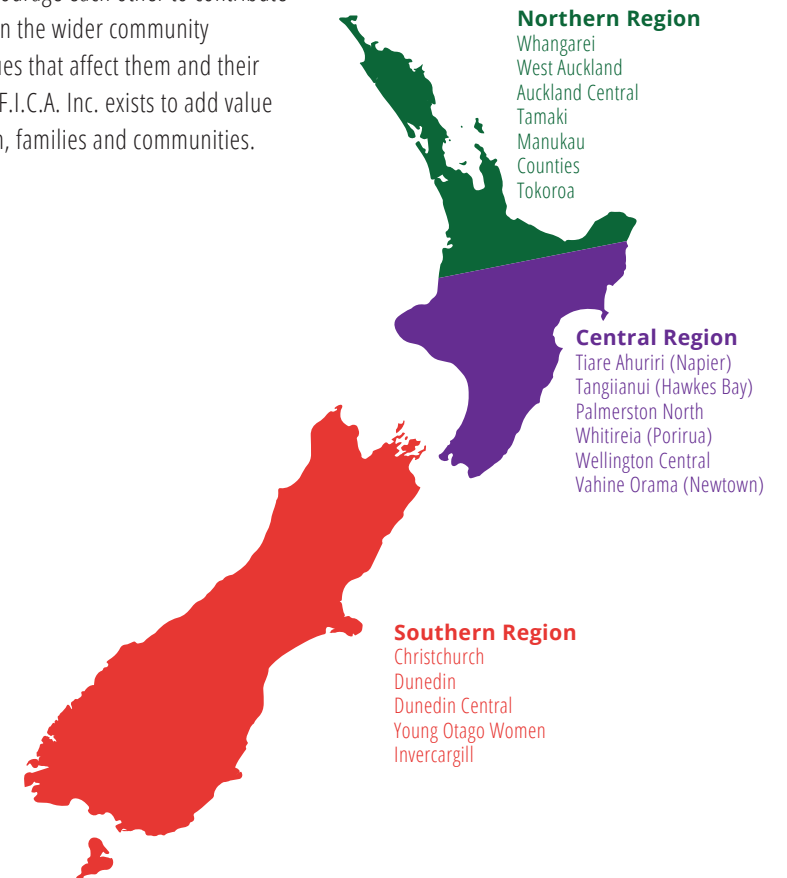 n the wider community
ues that affect them and their
F.I.C.A. Inc. exists to add value
, families and communities.
Northern Region
Whangarei
West Auckland
Auckland Central
Tamaki
Manukau
Counties
Tokoroa
Central Region
Tiare Ahuriri (Napier)
Tangiianui (Hawkes Bay)
Palmerston North
Whitireia (Porirua)
Wellington Central
Vahine Orama (Newtown)
Southern Region
Christchurch
Dunedin
Dunedin Central
Young Otago Women
Invercargill